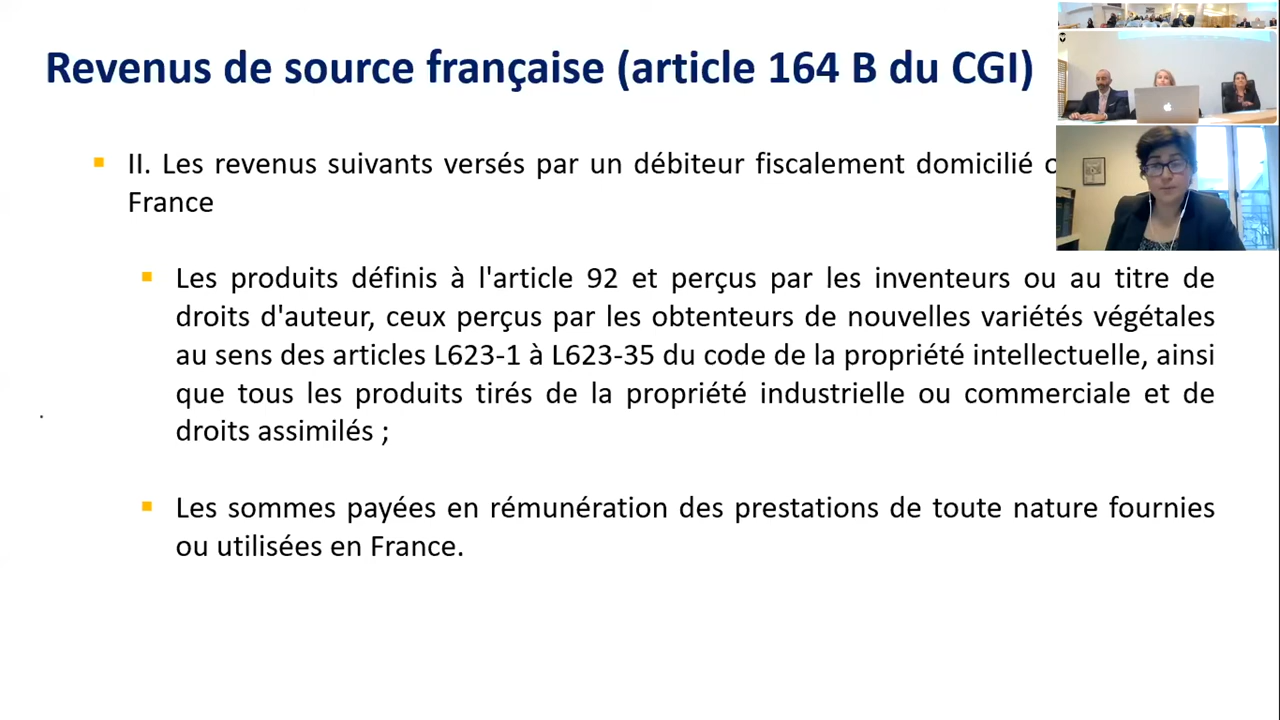 Revenus de source française (article 164 B du CGI)
II. Les revenus suivants versés par un débiteur fiscalement domicilié
France
Les produits définis à l'article 92 et perçus par les inventeurs ou au titre de
droits d'auteur, ceux perçus par les obtenteurs de nouvelles variétés végétales
au sens des articles L623-1 à L623-35 du code de la propriété intellectuelle, ainsi
que tous les produits tirés de la propriété industrielle ou commerciale et de
droits assimilés ;
Les sommes payées en rémunération des prestations de toute nature fournies
ou utilisées en France.